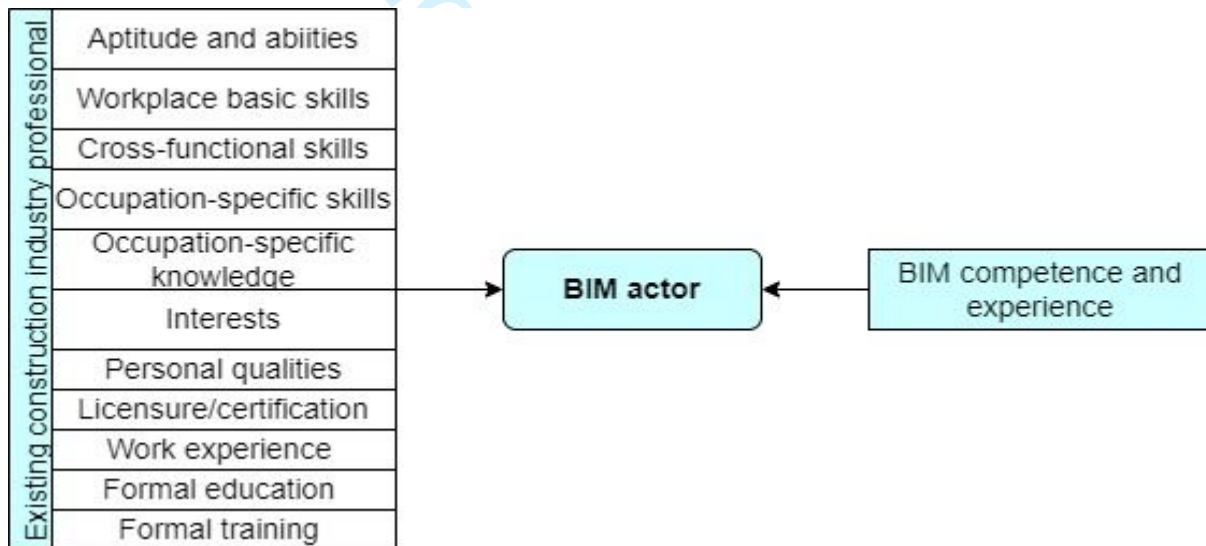 Existing construction industry professional
Aptitude and abiities
Workplace basic skills
Cross-functional skills
Occupation-specific skills
Occupation-specific
knowledge
Interests
Personal qualities
Licensure/certification
Work experience
Formal education
Formal training
BIM actor
BIM competence and
experience